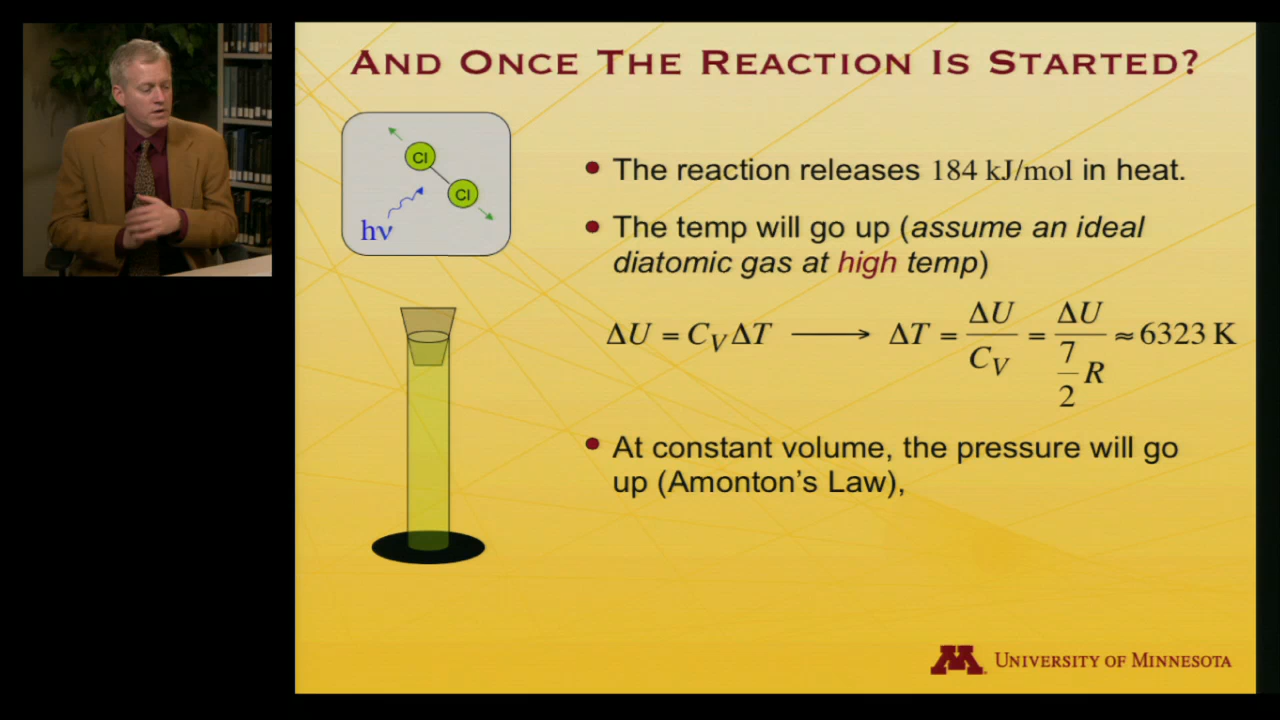 AND ONCE THE REACTION IS STARTED?
Cl
Cl
hν
• The reaction releases 184 kJ/mol in heat.
• The temp will go up (assume an ideal
diatomic gas at high temp)
ΔU = C_V ΔT ⟶ ΔT = ΔU / C_V = ΔU / (7/2 R) ≈ 6323 K
• At constant volume, the pressure will go
up (Amonton’s Law),
M
UNIVERSITY OF MINNESOTA